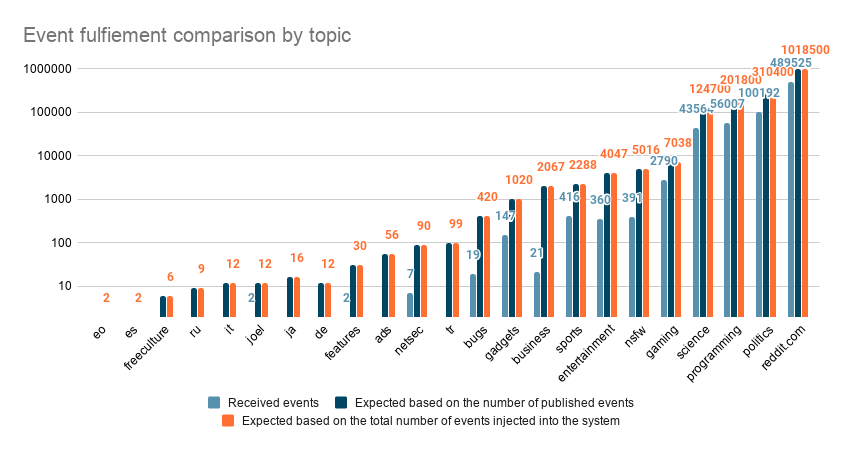 Event fulfiement comparison by topic
1000000
100000
10000
1000
100
10
2
2
6
9
12
2
12
16
12
2
30
56
7
90
99
19
420
147
1020
21
2067
416
2288
360
4047
391
5016
2790
7038
43564
124700
56007
201800
100192
310400
489525
1018500
eo
es
freeculture
ru
it
joel
ja
de
features
ads
netsec
tr
bugs
gadgets
business
sports
entertainment
nsfw
gaming
science
programming
politics
reddit.com
Received events
Expected based on the number of published events
Expected based on the total number of events injected into the system